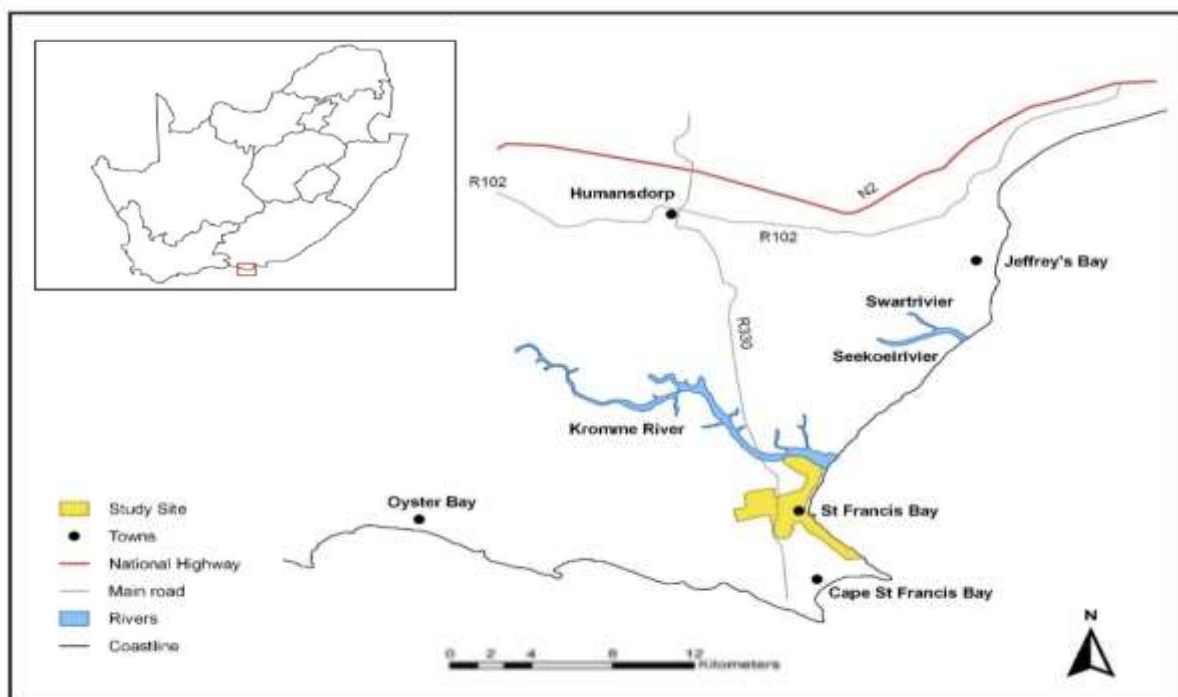 R102
Humansdorp
N2
R102
Jeffrey's Bay
Swartrivier
R330
Seekoeirivier
Kromme River
Study Site
Oyster Bay
St Francis Bay
Towns
National Highway
Main road
Cape St Francis Bay
Rivers
N
Coastline
0 2 4 8 12
Kilometers